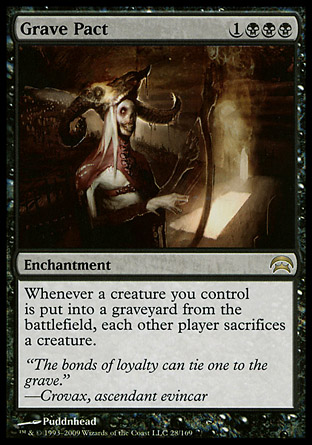 Grave Pact 1
Enchantment
Whenever a creature you control
is put into a graveyard from the
battlefield, each other player sacrifices
a creature.
“The bonds of loyalty can tie one to the
grave.”
—Crovax, ascendant evincar
Puddnhead
™ & © 1993–2009 Wizards of the Coast LLC 28/169